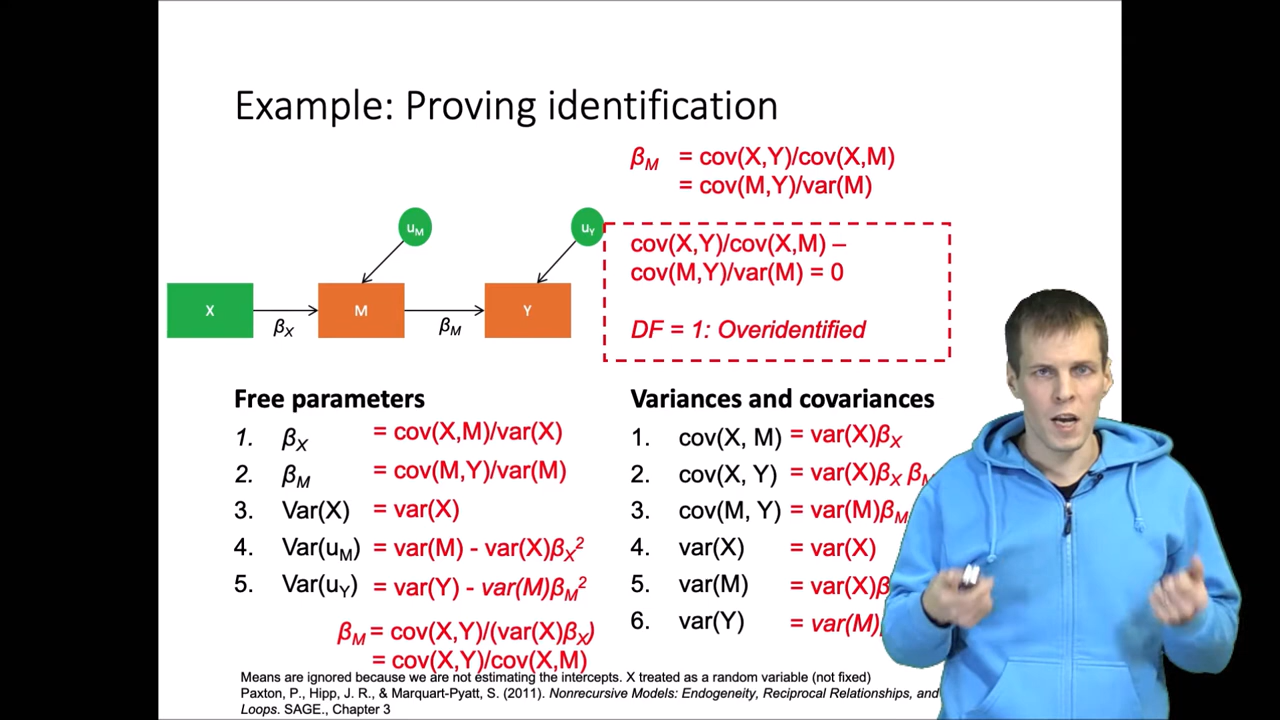 Example: Proving identification
β_M = cov(X,Y)/cov(X,M)
= cov(M,Y)/var(M)
u_M
u_Y
cov(X,Y)/cov(X,M) –
cov(M,Y)/var(M) = 0
DF = 1: Overidentified
X
M
Y
β_X
β_M
Free parameters
1. β_X = cov(X,M)/var(X)
2. β_M = cov(M,Y)/var(M)
3. Var(X) = var(X)
4. Var(u_M) = var(M) - var(X)β_X²
5. Var(u_Y) = var(Y) - var(M)β_M²
β_M = cov(X,Y)/(var(X)β_X)
= cov(X,Y)/cov(X,M)
Variances and covariances
1. cov(X, M) = var(X)β_X
2. cov(X, Y) = var(X)β_X β_M
3. cov(M, Y) = var(M)β_M
4. var(X) = var(X)
5. var(M) = var(X)β
6. var(Y) = var(M)
Means are ignored because we are not estimating the intercepts. X treated as a random variable (not fixed)
Paxton, P., Hipp, J. R., & Marquart-Pyatt, S. (2011). Nonrecursive Models: Endogeneity, Reciprocal Relationships, and
Loops. SAGE., Chapter 3